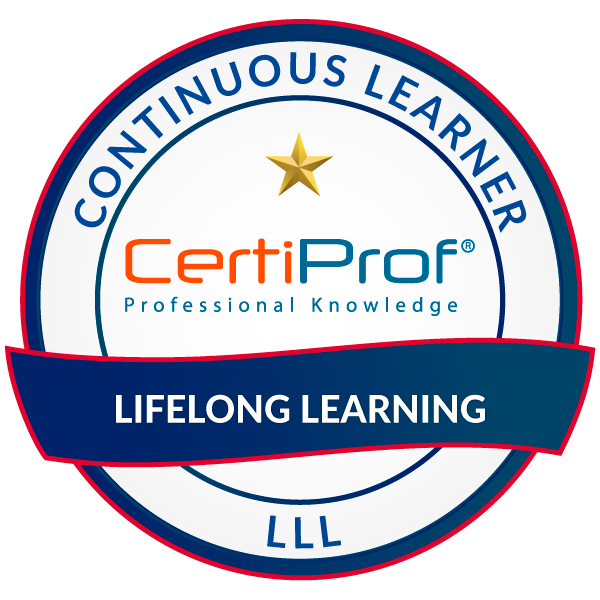 CONTINUOUS LEARNER
CertiProf®
Professional Knowledge
LIFELONG LEARNING
LLL